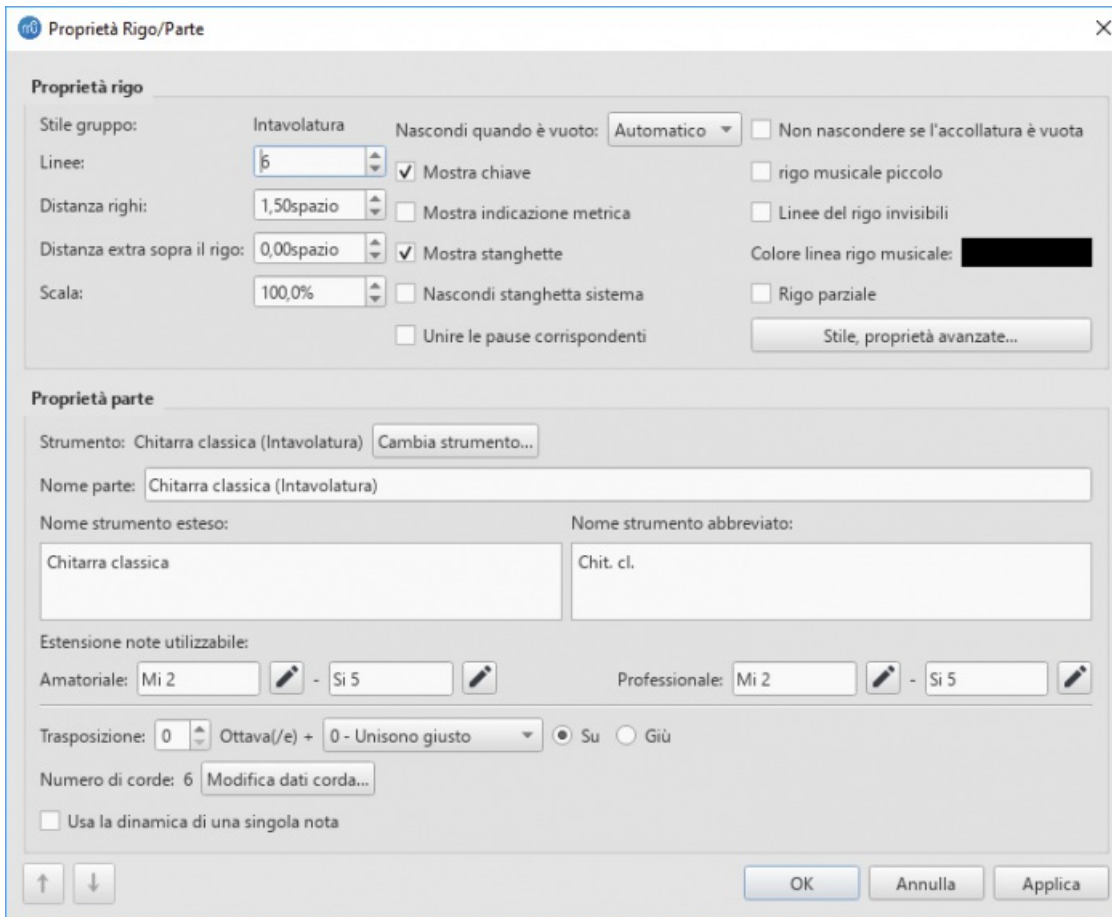 Proprietà Rigo/Parte
Proprietà rigo
Stile gruppo: Intavolatura Nascondi quando è vuoto: Automatico Non nascondere se l'accollatura è vuota
Linee: 6 Mostra chiave rigo musicale piccolo
Distanza righi: 1,50spazio Mostra indicazione metrica Linee del rigo invisibili
Distanza extra sopra il rigo: 0,00spazio Mostra stanghette Colore linea rigo musicale:
Scala: 100,0% Nascondi stanghetta sistema Rigo parziale
Unire le pause corrispondenti Stile, proprietà avanzate...
Proprietà parte
Strumento: Chitarra classica (Intavolatura) Cambia strumento...
Nome parte: Chitarra classica (Intavolatura)
Nome strumento esteso: Nome strumento abbreviato:
Chitarra classica Chit. cl.
Estensione note utilizzabile:
Amatoriale: Mi 2 - Si 5 Professionale: Mi 2 - Si 5
Trasposizione: 0 Ottava(/e) + 0 - Unisono giusto Su Giù
Numero di corde: 6 Modifica dati corda...
Usa la dinamica di una singola nota
OK Annulla Applica